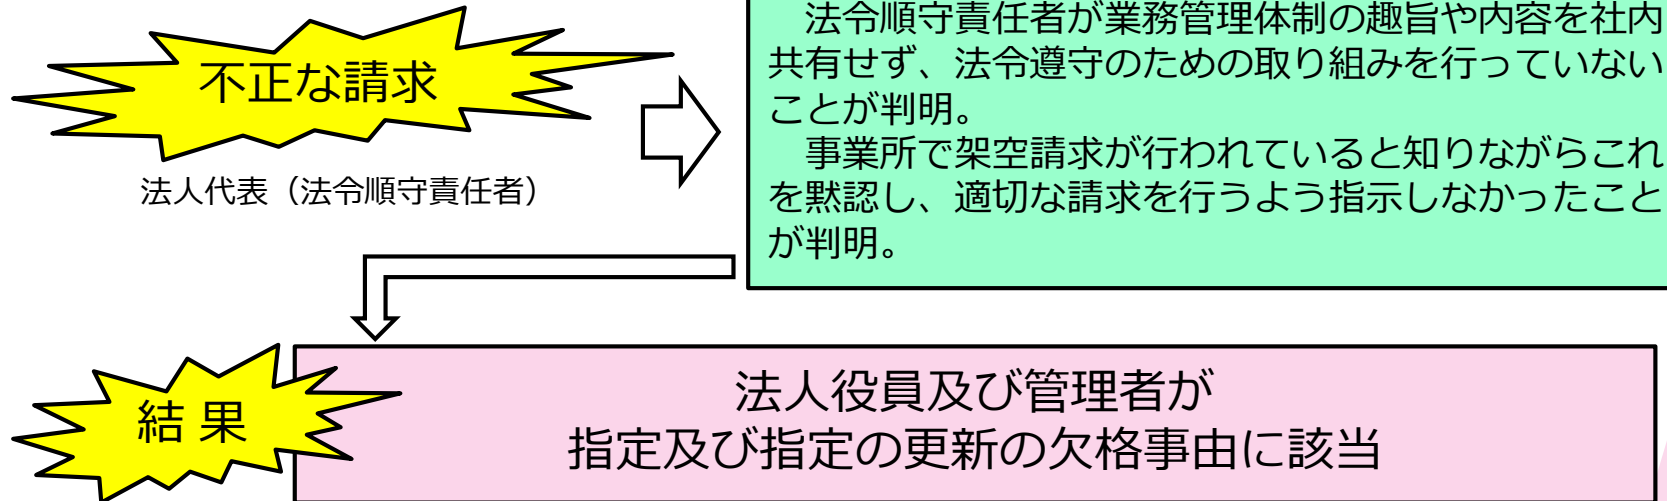 不正な請求
法人代表（法令順守責任者）
　法令順守責任者が業務管理体制の趣旨や内容を社内
共有せず、法令遵守のための取り組みを行っていない
ことが判明。
　事業所で架空請求が行われていると知りながらこれ
を黙認し、適切な請求を行うよう指示しなかったこと
が判明。
結 果
法人役員及び管理者が
指定及び指定の更新の欠格事由に該当